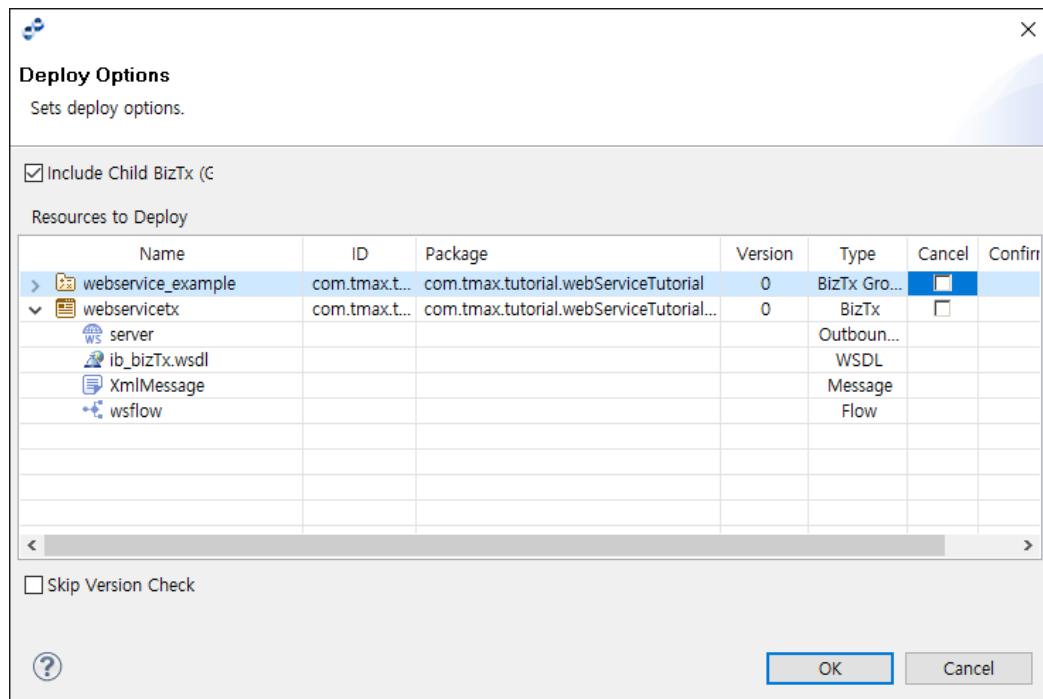 Deploy Options
Sets deploy options.
Include Child BizTx (G
Resources to Deploy
Name ID Package Version Type Cancel Confirm
webservice_example com.tmax.t... com.tmax.tutorial.webServiceTutorial 0 BizTx Gro...
webservicetx com.tmax.t... com.tmax.tutorial.webServiceTutorial... 0 BizTx
WS server Outboun...
ib_bizTx.wsdl WSDL
XmlMessage Message
wsflow Flow
Skip Version Check
?
OK Cancel